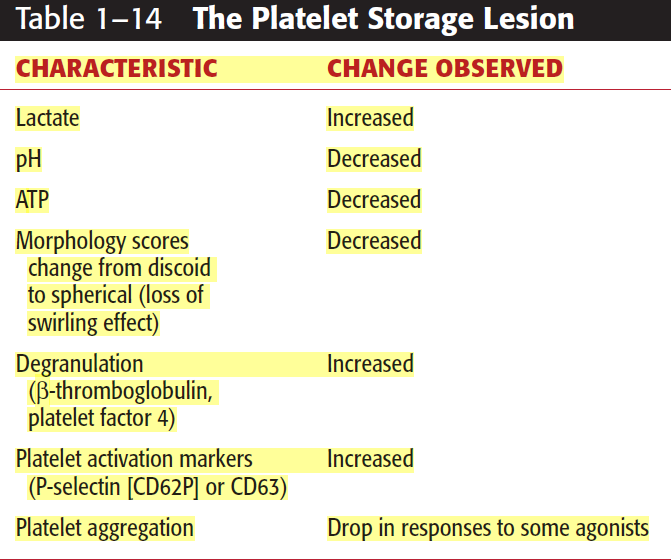 Table 1–14 The Platelet Storage Lesion
CHARACTERISTIC CHANGE OBSERVED
Lactate Increased
pH Decreased
ATP Decreased
Morphology scores Decreased
change from discoid
to spherical (loss of
swirling effect)
Degranulation Increased
(β-thromboglobulin,
platelet factor 4)
Platelet activation markers Increased
(P-selectin [CD62P] or CD63)
Platelet aggregation Drop in responses to some agonists